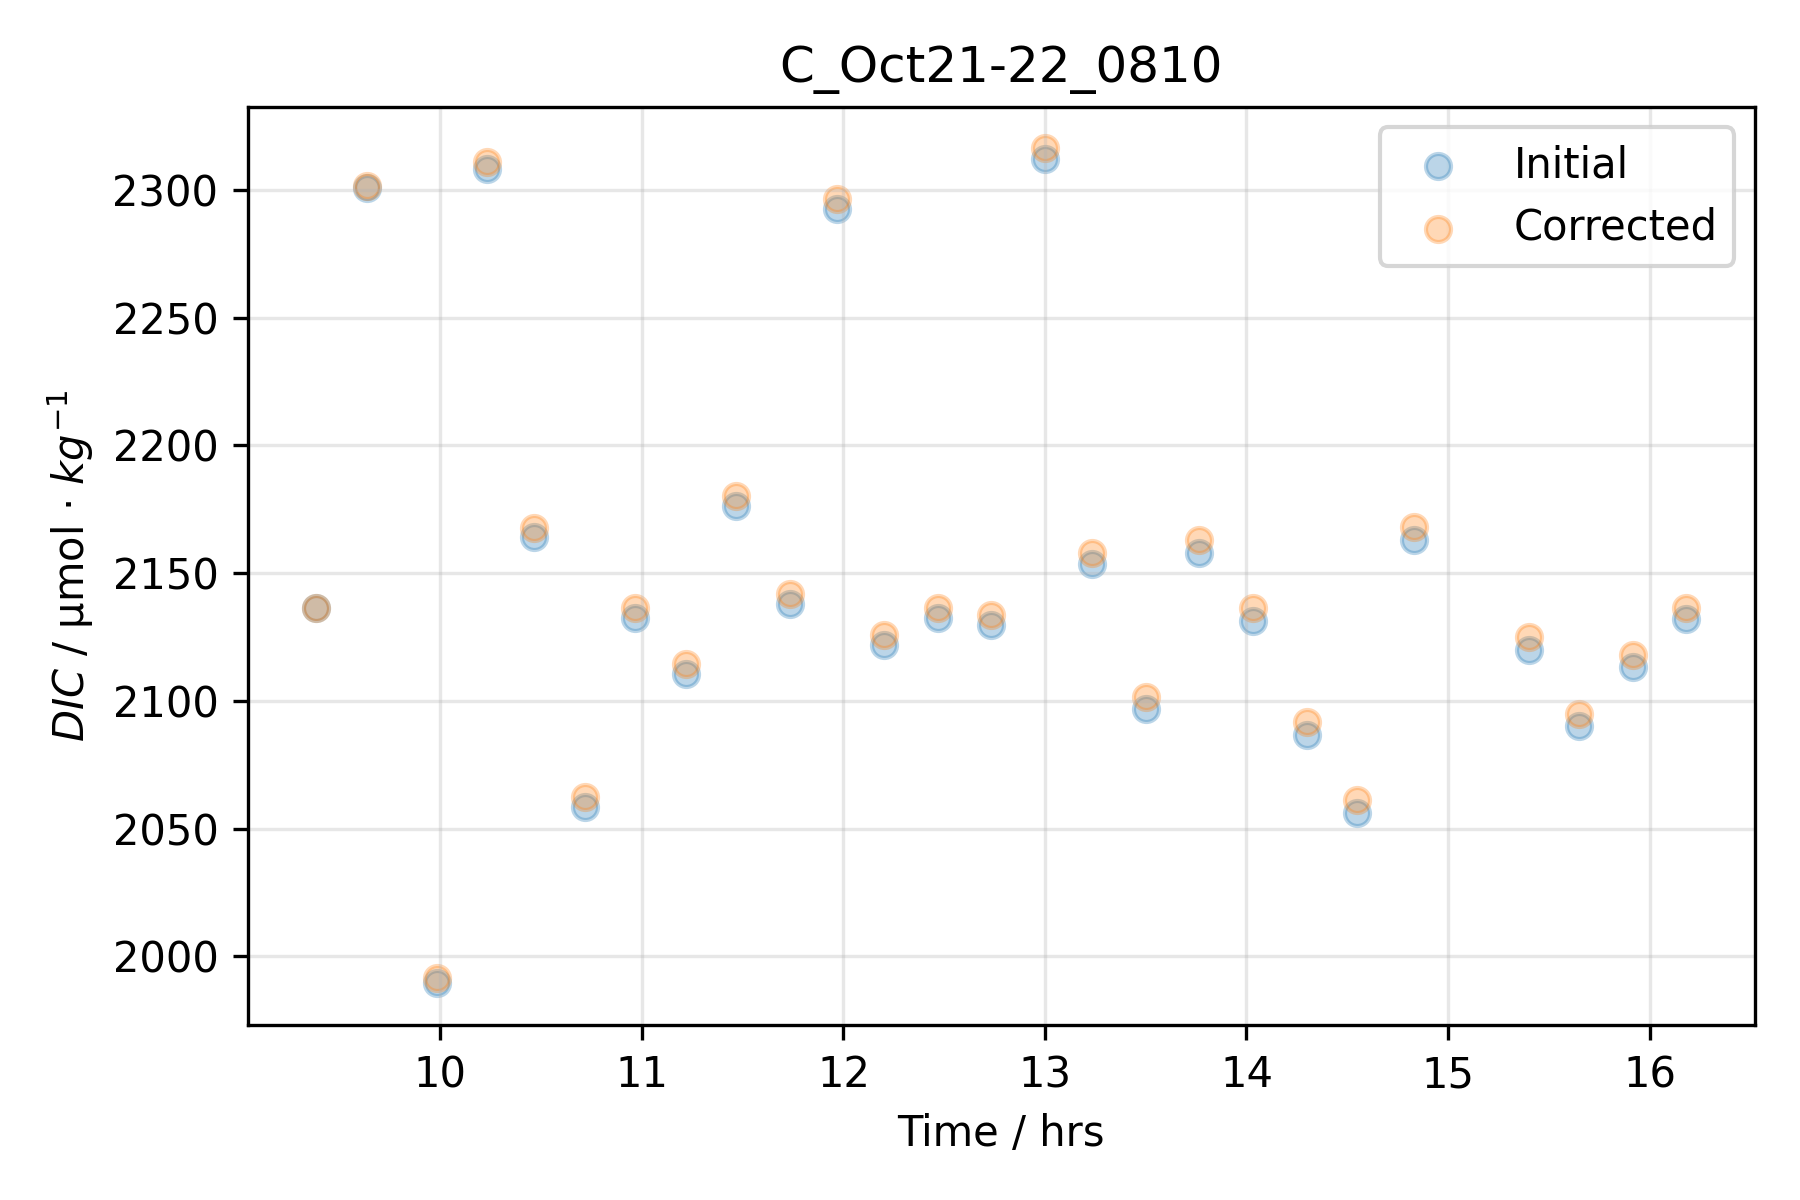 C_Oct21-22_0810
Initial
Corrected
2300
2250
2200
2150
2100
2050
2000
DIC / µmol · kg⁻¹
10 11 12 13 14 15 16
Time / hrs